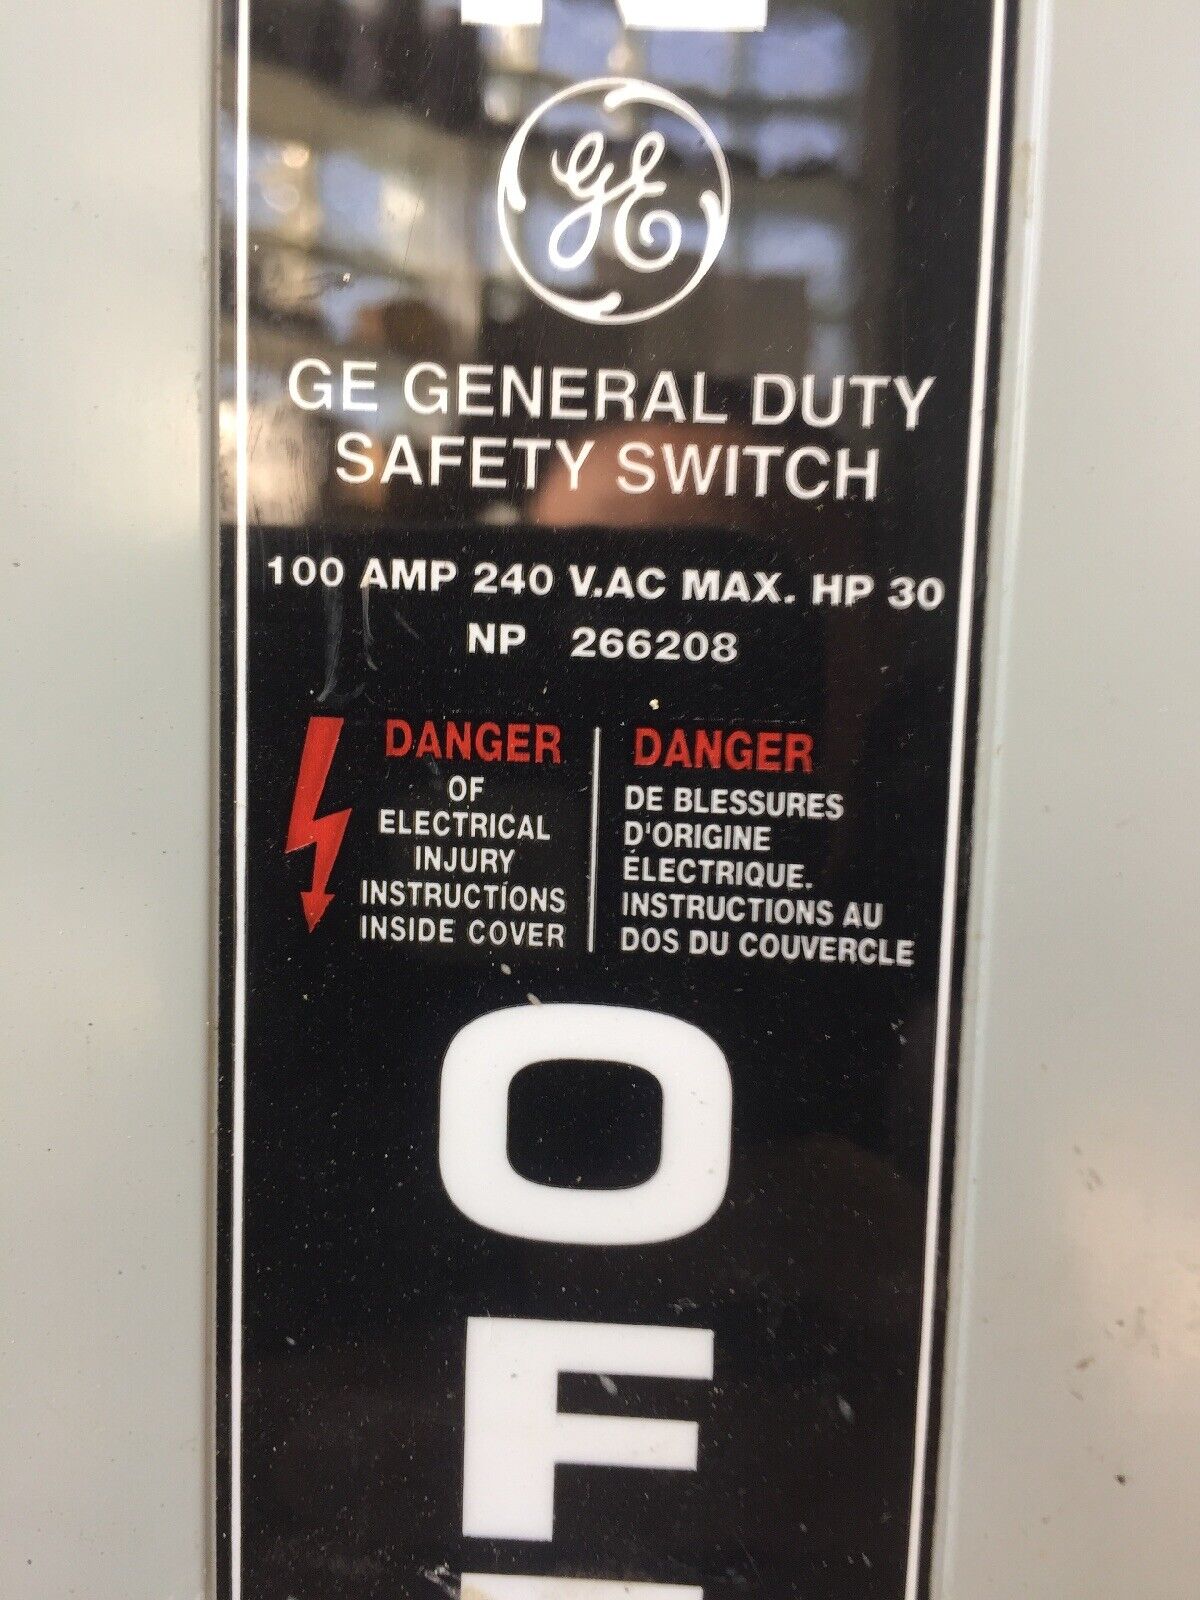 GE
GE GENERAL DUTY
SAFETY SWITCH
100 AMP 240 V.AC MAX. HP 30
NP 266208
DANGER
OF
ELECTRICAL
INJURY
INSTRUCTIONS
INSIDE COVER
DANGER
DE BLESSURES
D'ORIGINE
ÉLECTRIQUE.
INSTRUCTIONS AU
DOS DU COUVERCLE
O
F